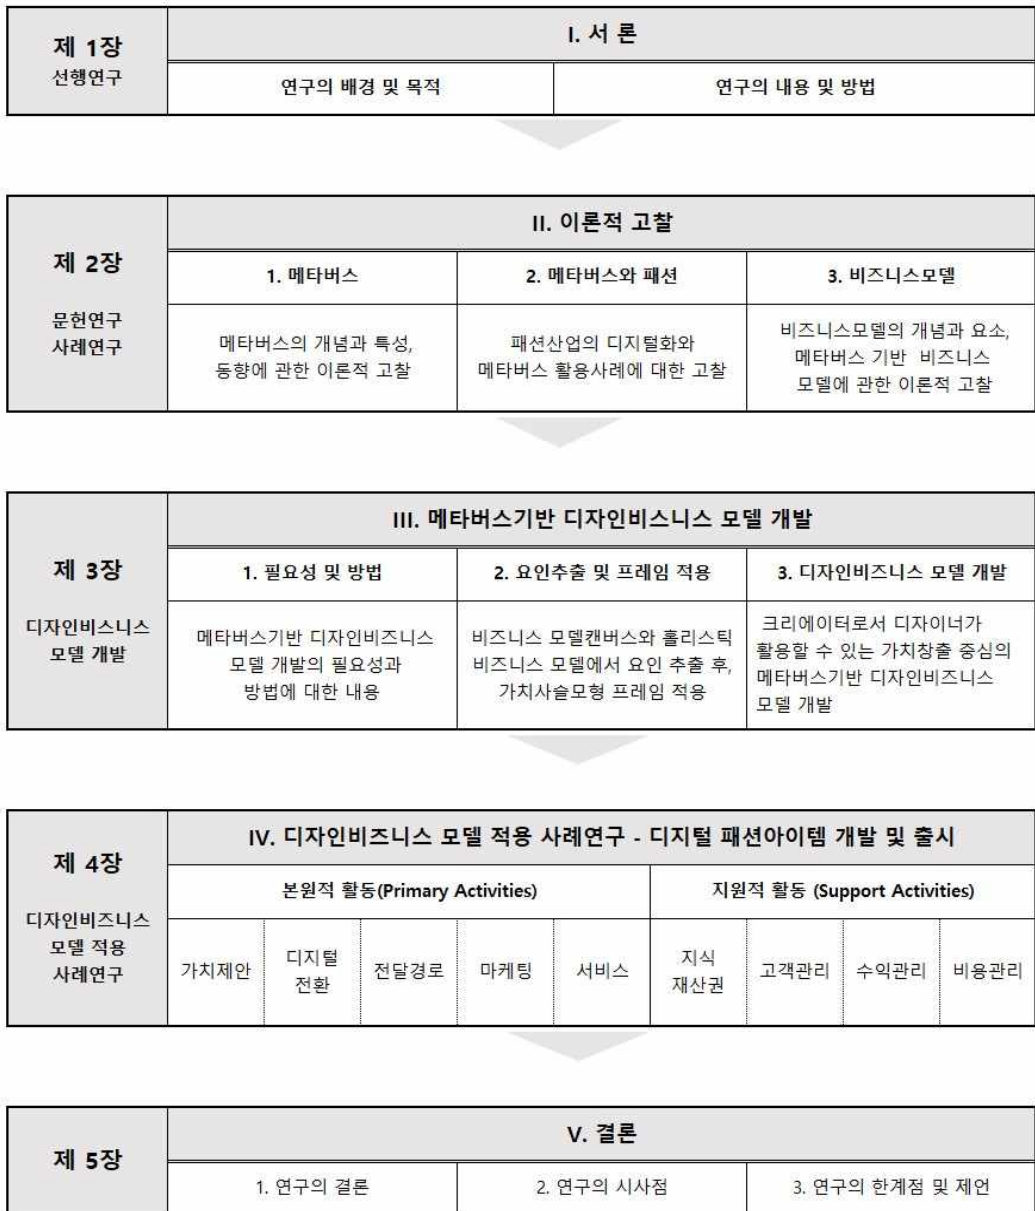 제 1장
선행연구
I. 서 론
연구의 배경 및 목적
연구의 내용 및 방법
제 2장
문헌연구
사례연구
II. 이론적 고찰
1. 메타버스
2. 메타버스와 패션
3. 비즈니스모델
메타버스의 개념과 특성,
동향에 관한 이론적 고찰
패션산업의 디지털화와
메타버스 활용사례에 대한 고찰
비즈니스모델의 개념과 요소,
메타버스 기반 비즈니스
모델에 관한 이론적 고찰
제 3장
디자인비스니스
모델 개발
III. 메타버스기반 디자인비스니스 모델 개발
1. 필요성 및 방법
2. 요인추출 및 프레임 적용
3. 디자인비즈니스 모델 개발
메타버스기반 디자인비즈니스
모델 개발의 필요성과
방법에 대한 내용
비즈니스 모델캔버스와 홀리스틱
비즈니스 모델에서 요인 추출 후,
가치사슬모형 프레임 적용
크리에이터로서 디자이너가
활용할 수 있는 가치창출 중심의
메타버스기반 디자인비즈니스
모델 개발
제 4장
디자인비즈니스
모델 적용
사례연구
IV. 디자인비즈니스 모델 적용 사례연구 - 디지털 패션아이템 개발 및 출시
본원적 활동(Primary Activities)
지원적 활동 (Support Activities)
가치제안
디지털
전환
전달경로
마케팅
서비스
지식
재산권
고객관리
수익관리
비용관리
제 5장
V. 결론
1. 연구의 결론
2. 연구의 시사점
3. 연구의 한계점 및 제언